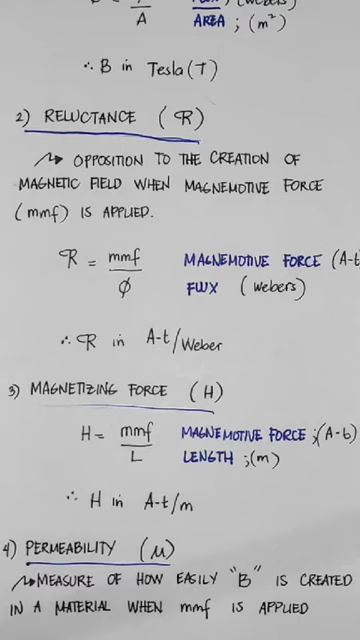 A AREA ; (m²)
∴ B in Tesla (T)
2) RELUCTANCE (ℛ)
↝ OPPOSITION TO THE CREATION OF
MAGNETIC FIELD WHEN MAGNEMOTIVE FORCE
(mmf) IS APPLIED.
ℛ = mmf MAGNEMOTIVE FORCE (A-t
ϕ FLUX (webers)
∴ ℛ in A-t/Weber
3) MAGNETIZING FORCE (H)
H = mmf MAGNEMOTIVE FORCE ; (A-t)
L LENGTH ; (m)
∴ H in A-t/m
4) PERMEABILITY (μ)
↝ MEASURE OF HOW EASILY "B" IS CREATED
IN A MATERIAL WHEN mmf IS APPLIED